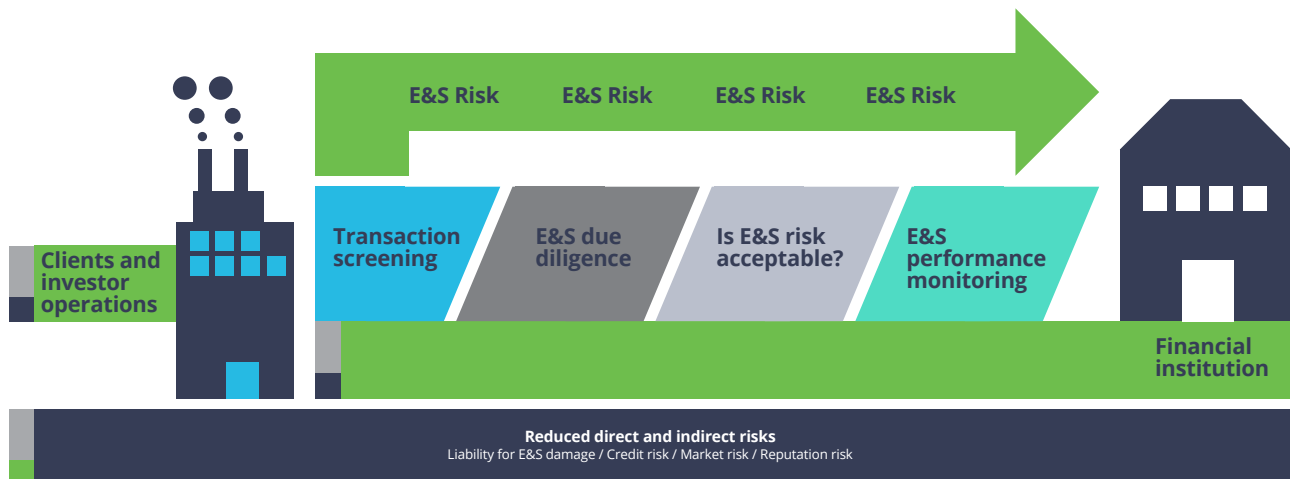 E&S Risk E&S Risk E&S Risk E&S Risk
Clients and
investor
operations
Transaction
screening
E&S due
diligence
Is E&S risk
acceptable?
E&S
performance
monitoring
Financial
institution
Reduced direct and indirect risks
Liability for E&S damage / Credit risk / Market risk / Reputation risk